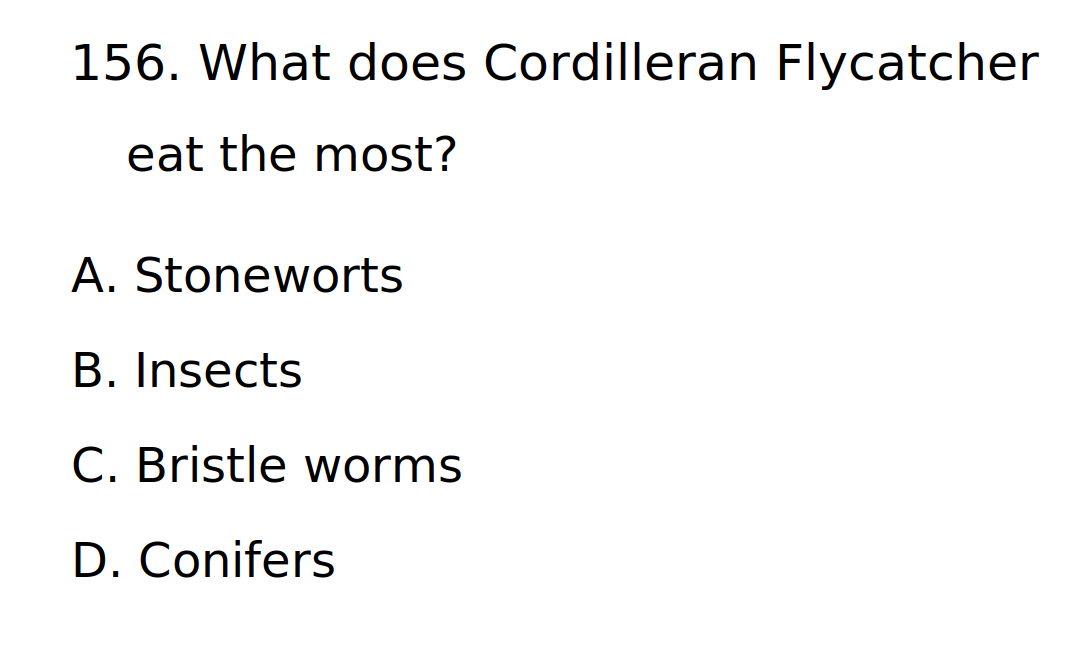 156. What does Cordilleran Flycatcher
eat the most?
A. Stoneworts
B. Insects
C. Bristle worms
D. Conifers